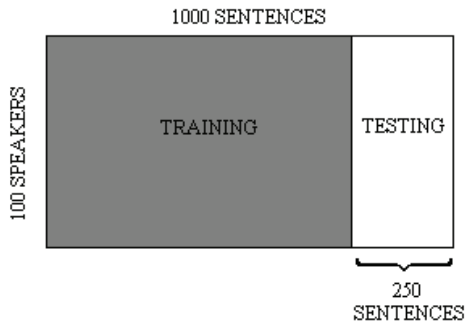 1000 SENTENCES
100 SPEAKERS
TRAINING
TESTING
250
SENTENCES